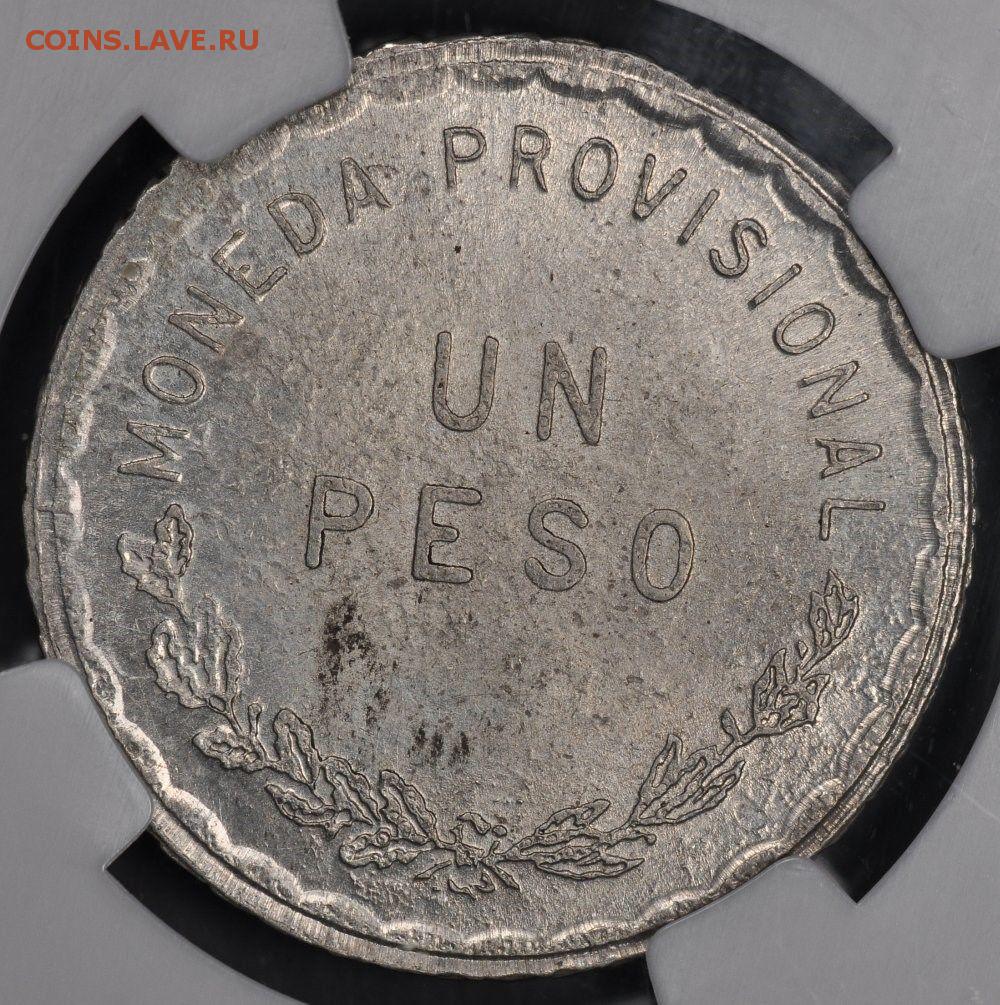 COINS.LAVE.RU
MONEDA PROVISIONAL
UN
PESO